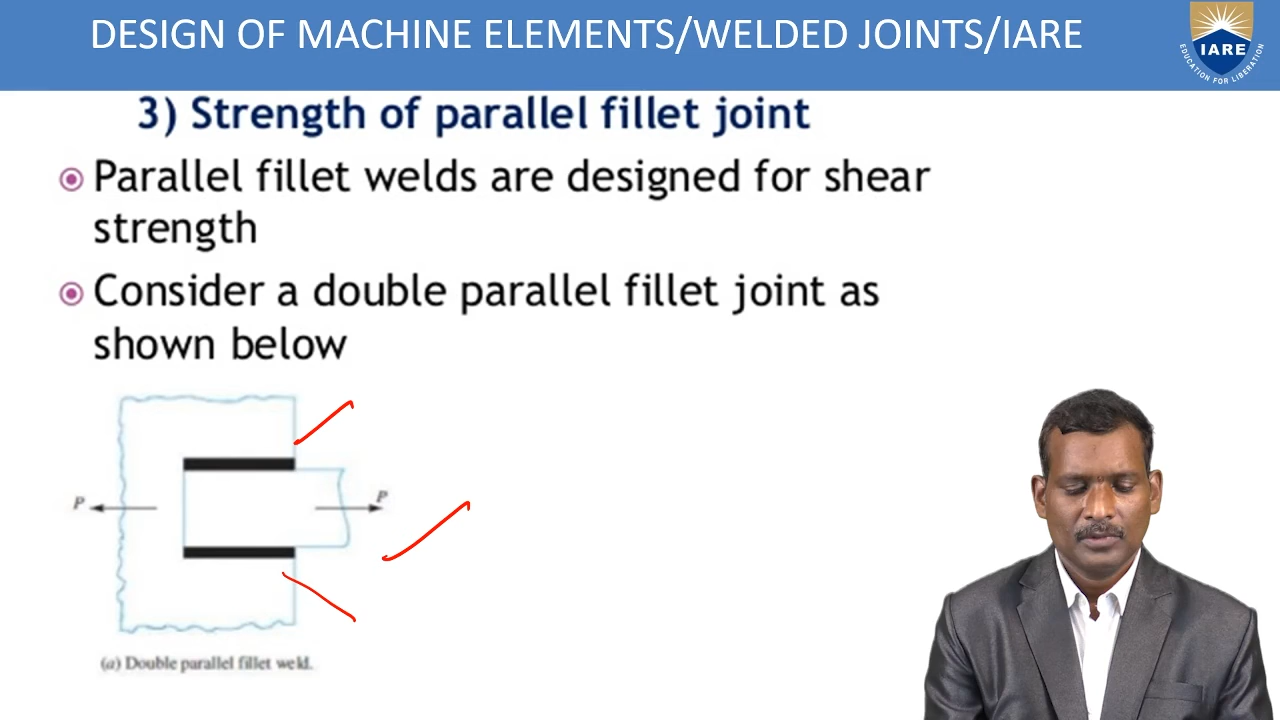 DESIGN OF MACHINE ELEMENTS/WELDED JOINTS/IARE
IARE
EDUCATION FOR LIBERATION
3) Strength of parallel fillet joint
Parallel fillet welds are designed for shear
strength
Consider a double parallel fillet joint as
shown below
P
P
(a) Double parallel fillet weld.